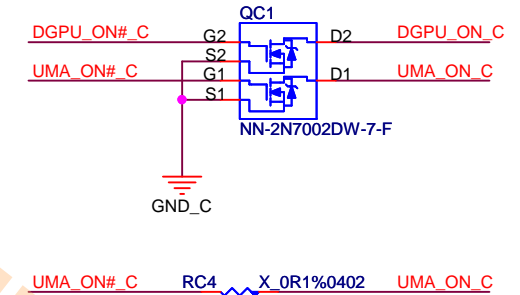 QC1
DGPU_ON#_C G2 D2 DGPU_ON_C
S2
UMA_ON#_C G1 D1 UMA_ON_C
S1
NN-2N7002DW-7-F
GND_C
UMA_ON#_C RC4 X_0R1%0402 UMA_ON_C